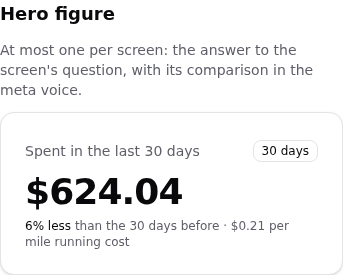 Hero figure
At most one per screen: the answer to the
screen's question, with its comparison in the
meta voice.
Spent in the last 30 days
30 days
$624.04
6% less than the 30 days before · $0.21 per
mile running cost